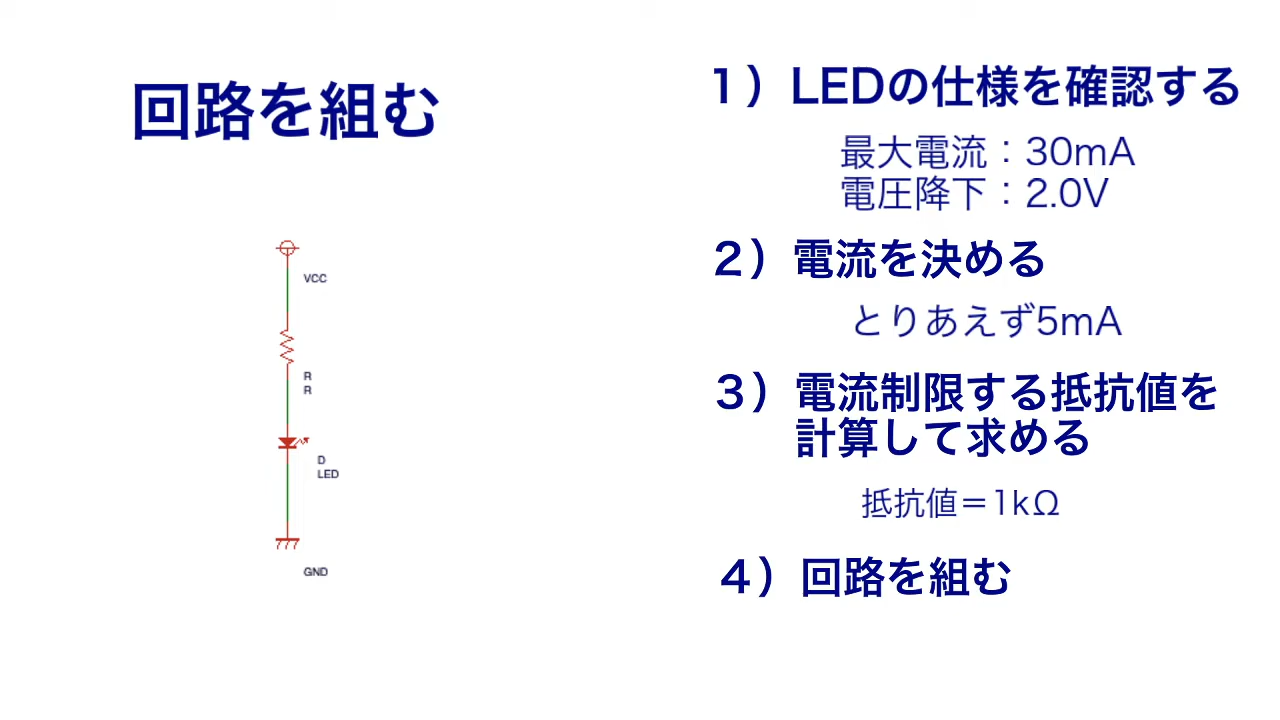 回路を組む
VCC
R
R
D
LED
GND
1）LEDの仕様を確認する
最大電流：30mA
電圧降下：2.0V
2）電流を決める
とりあえず5mA
3）電流制限する抵抗値を
計算して求める
抵抗値＝1kΩ
4）回路を組む